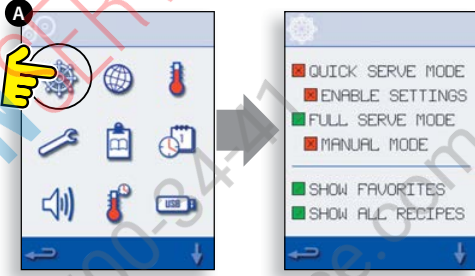 A
USB
QUICK SERVE MODE
ENABLE SETTINGS
FULL SERVE MODE
MANUAL MODE
SHOW FAVORITES
SHOW ALL RECIPES